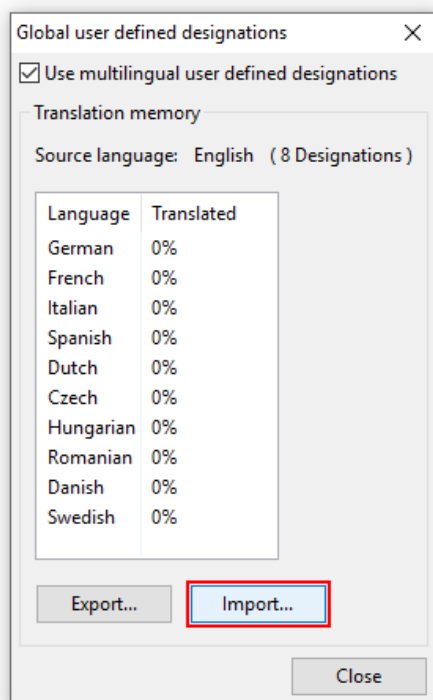 Global user defined designations
Use multilingual user defined designations
Translation memory
Source language: English ( 8 Designations )
Language Translated
German 0%
French 0%
Italian 0%
Spanish 0%
Dutch 0%
Czech 0%
Hungarian 0%
Romanian 0%
Danish 0%
Swedish 0%
Export... Import...
Close